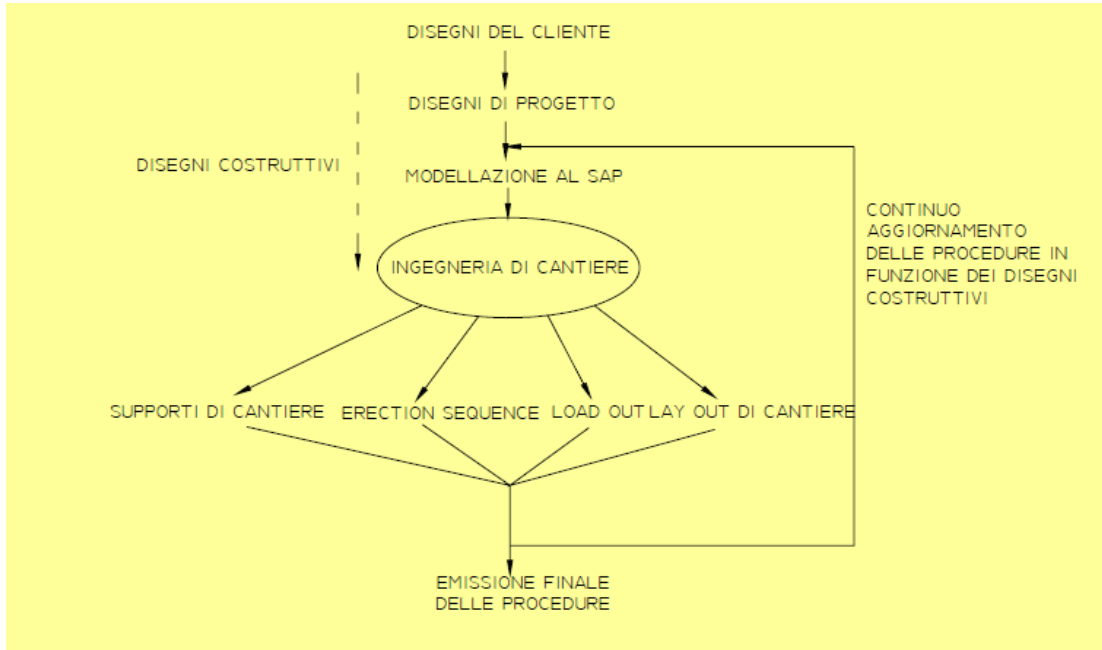 DISEGNI DEL CLIENTE
DISEGNI DI PROGETTO
DISEGNI COSTRUTTIVI
MODELLAZIONE AL SAP
CONTINUO
AGGIORNAMENTO
DELLE PROCEDURE IN
FUNZIONE DEI DISEGNI
COSTRUTTIVI
INGEGNERIA DI CANTIERE
SUPPORTI DI CANTIERE
ERECTION SEQUENCE
LOAD OUT
LAY OUT DI CANTIERE
EMISSIONE FINALE
DELLE PROCEDURE